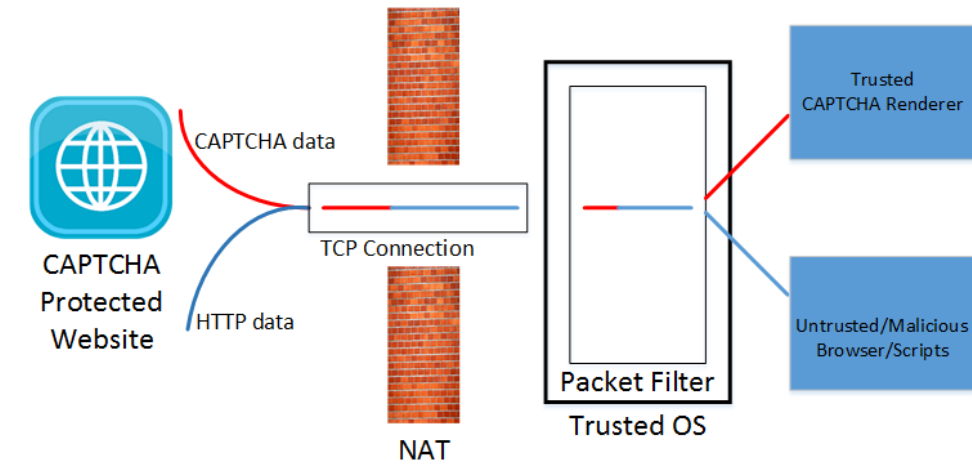 CAPTCHA data
HTTP data
CAPTCHA
Protected
Website
TCP Connection
NAT
Packet Filter
Trusted OS
Trusted
CAPTCHA Renderer
Untrusted/Malicious
Browser/Scripts